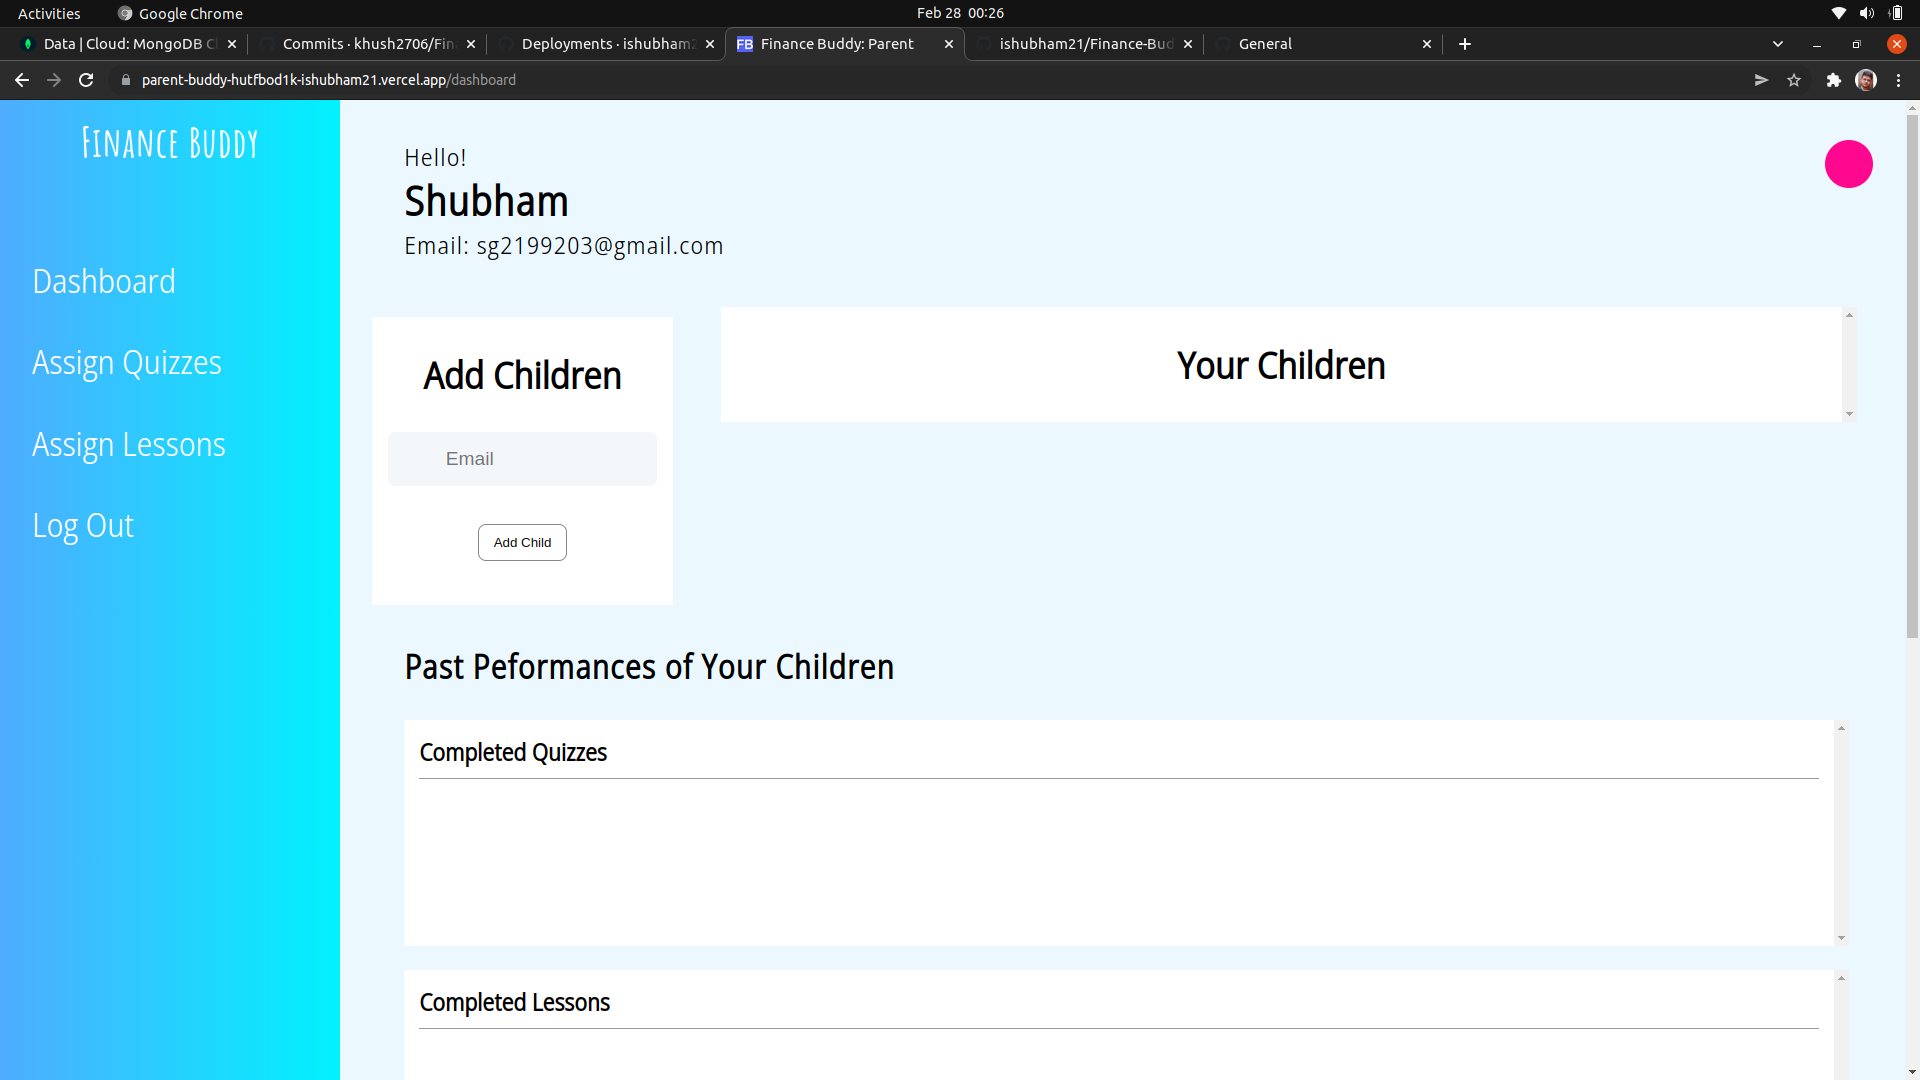 Activities
Google Chrome
Feb 28 00:26
Data | Cloud: MongoDB Cl
Commits · khush2706/Fin
Deployments · ishubham2
FB Finance Buddy: Parent
ishubham21/Finance-Bud
General
parent-buddy-hutfbod1k-ishubham21.vercel.app/dashboard
Finance Buddy
Dashboard
Assign Quizzes
Assign Lessons
Log Out
Hello!
Shubham
Email: sg2199203@gmail.com
Add Children
Email
Add Child
Your Children
Past Peformances of Your Children
Completed Quizzes
Completed Lessons